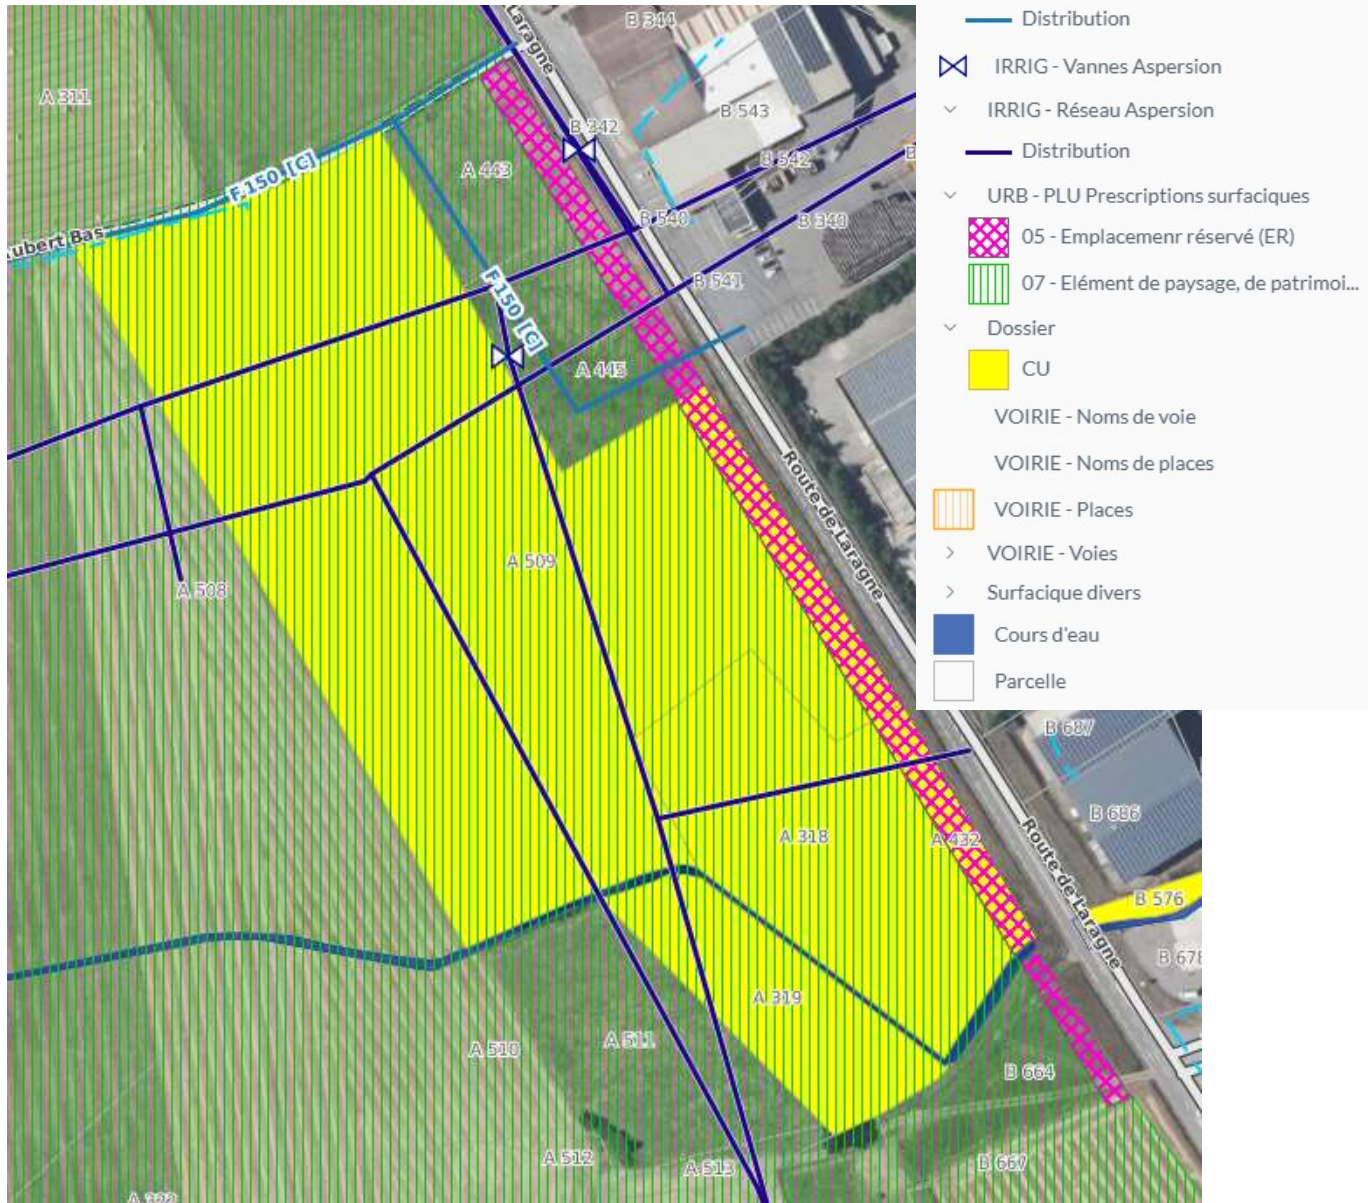 Laragne
B 344
A 311
B 543
B 342
B 542
A 443
F 150 [C]
B 540
B 340
Aubert Bas
B 541
F 150 [C]
A 445
Route de Laragne
A 509
A 508
B 687
A 318
B 686
A 432
Route de Laragne
B 576
B 678
A 319
A 510
A 511
B 664
A 512
A 513
B 667
Distribution
IRRIG - Vannes Aspersion
IRRIG - Réseau Aspersion
Distribution
URB - PLU Prescriptions surfaciques
05 - Emplacemenr réservé (ER)
07 - Elément de paysage, de patrimoi...
Dossier
CU
VOIRIE - Noms de voie
VOIRIE - Noms de places
VOIRIE - Places
VOIRIE - Voies
Surfacique divers
Cours d'eau
Parcelle